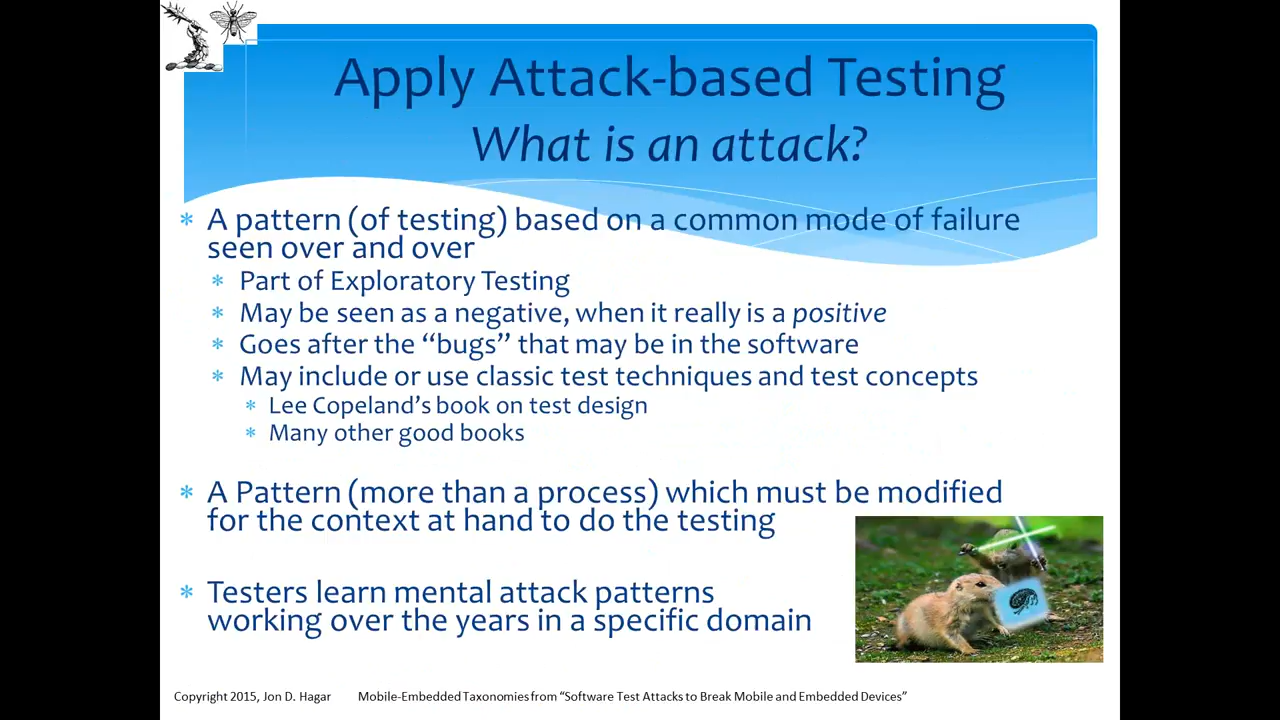 Apply Attack-based Testing
What is an attack?
* A pattern (of testing) based on a common mode of failure
seen over and over
* Part of Exploratory Testing
* May be seen as a negative, when it really is a positive
* Goes after the “bugs” that may be in the software
* May include or use classic test techniques and test concepts
* Lee Copeland’s book on test design
* Many other good books
* A Pattern (more than a process) which must be modified
for the context at hand to do the testing
* Testers learn mental attack patterns
working over the years in a specific domain
Copyright 2015, Jon D. Hagar Mobile-Embedded Taxonomies from “Software Test Attacks to Break Mobile and Embedded Devices”